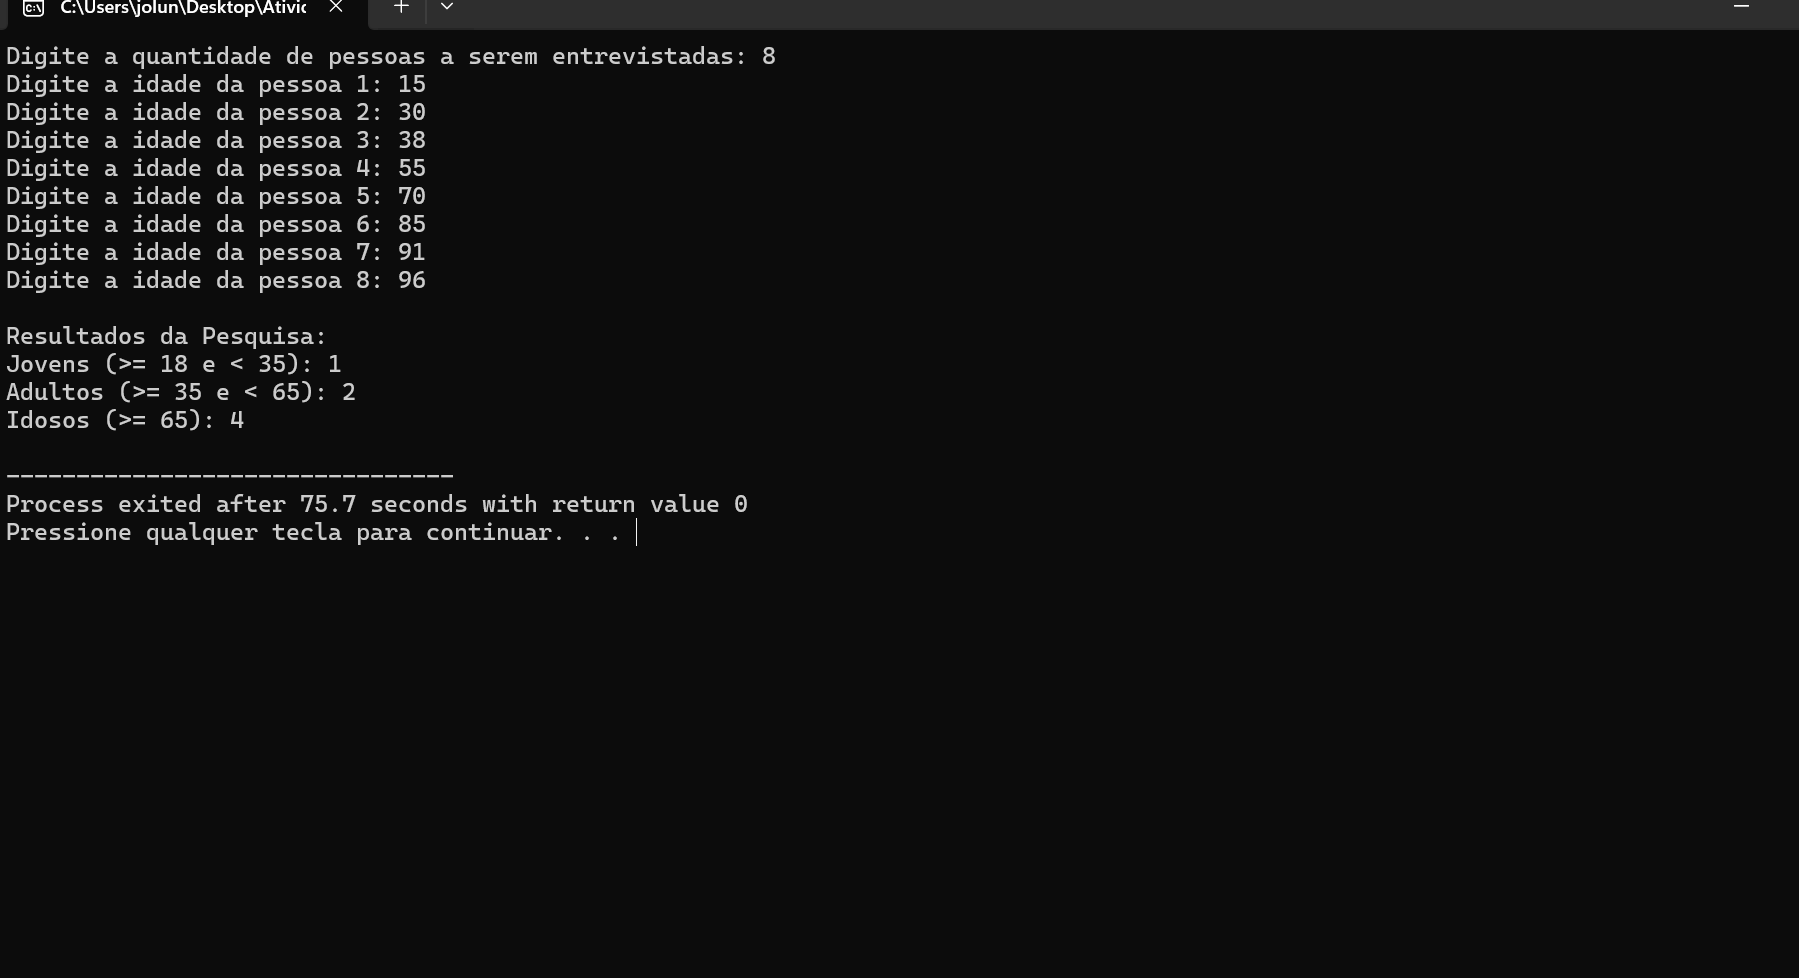 C:\Users\jolun\Desktop\Ativic
Digite a quantidade de pessoas a serem entrevistadas: 8
Digite a idade da pessoa 1: 15
Digite a idade da pessoa 2: 30
Digite a idade da pessoa 3: 38
Digite a idade da pessoa 4: 55
Digite a idade da pessoa 5: 70
Digite a idade da pessoa 6: 85
Digite a idade da pessoa 7: 91
Digite a idade da pessoa 8: 96
Resultados da Pesquisa:
Jovens (>= 18 e < 35): 1
Adultos (>= 35 e < 65): 2
Idosos (>= 65): 4
--------------------------------
Process exited after 75.7 seconds with return value 0
Pressione qualquer tecla para continuar. . .